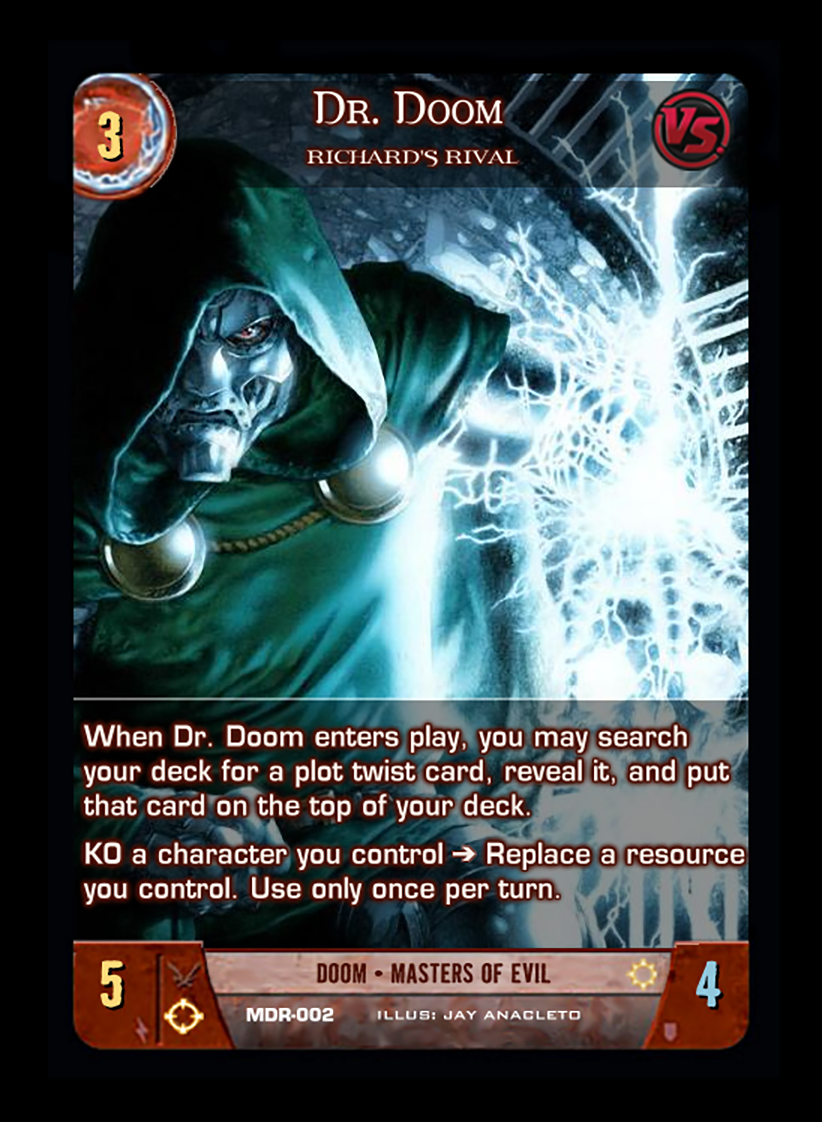 3
DR. DOOM
VS.
RICHARD'S RIVAL
When Dr. Doom enters play, you may search
your deck for a plot twist card, reveal it, and put
that card on the top of your deck.
KO a character you control ➔ Replace a resource
you control. Use only once per turn.
5
DOOM • MASTERS OF EVIL
4
MDR-002 ILLUS: JAY ANACLETO